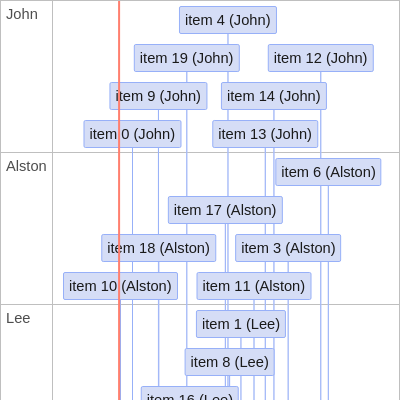 John
item 4 (John)
item 19 (John)
item 12 (John)
item 9 (John)
item 14 (John)
item 0 (John)
item 13 (John)
Alston
item 6 (Alston)
item 17 (Alston)
item 18 (Alston)
item 3 (Alston)
item 10 (Alston)
item 11 (Alston)
Lee
item 1 (Lee)
item 8 (Lee)
item 16 (Lee)